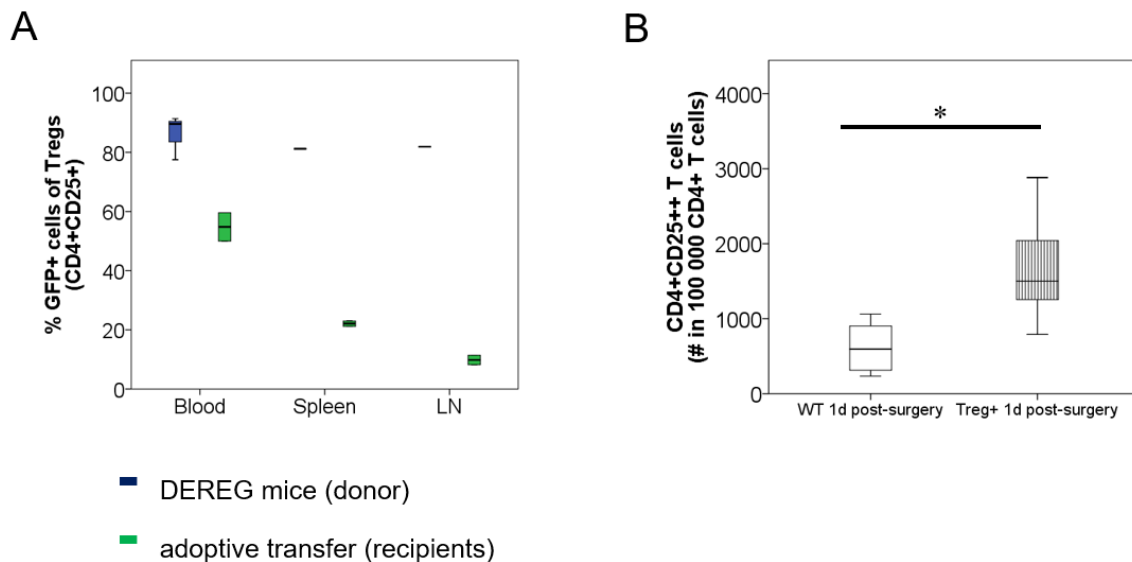 A
% GFP+ cells of Tregs
(CD4+CD25+)
100
80
60
40
20
0
Blood
Spleen
LN
DEREG mice (donor)
adoptive transfer (recipients)
B
CD4+CD25++ T cells
(# in 100 000 CD4+ T cells)
4000
3000
2000
1000
0
*
WT 1d post-surgery
Treg+ 1d post-surgery